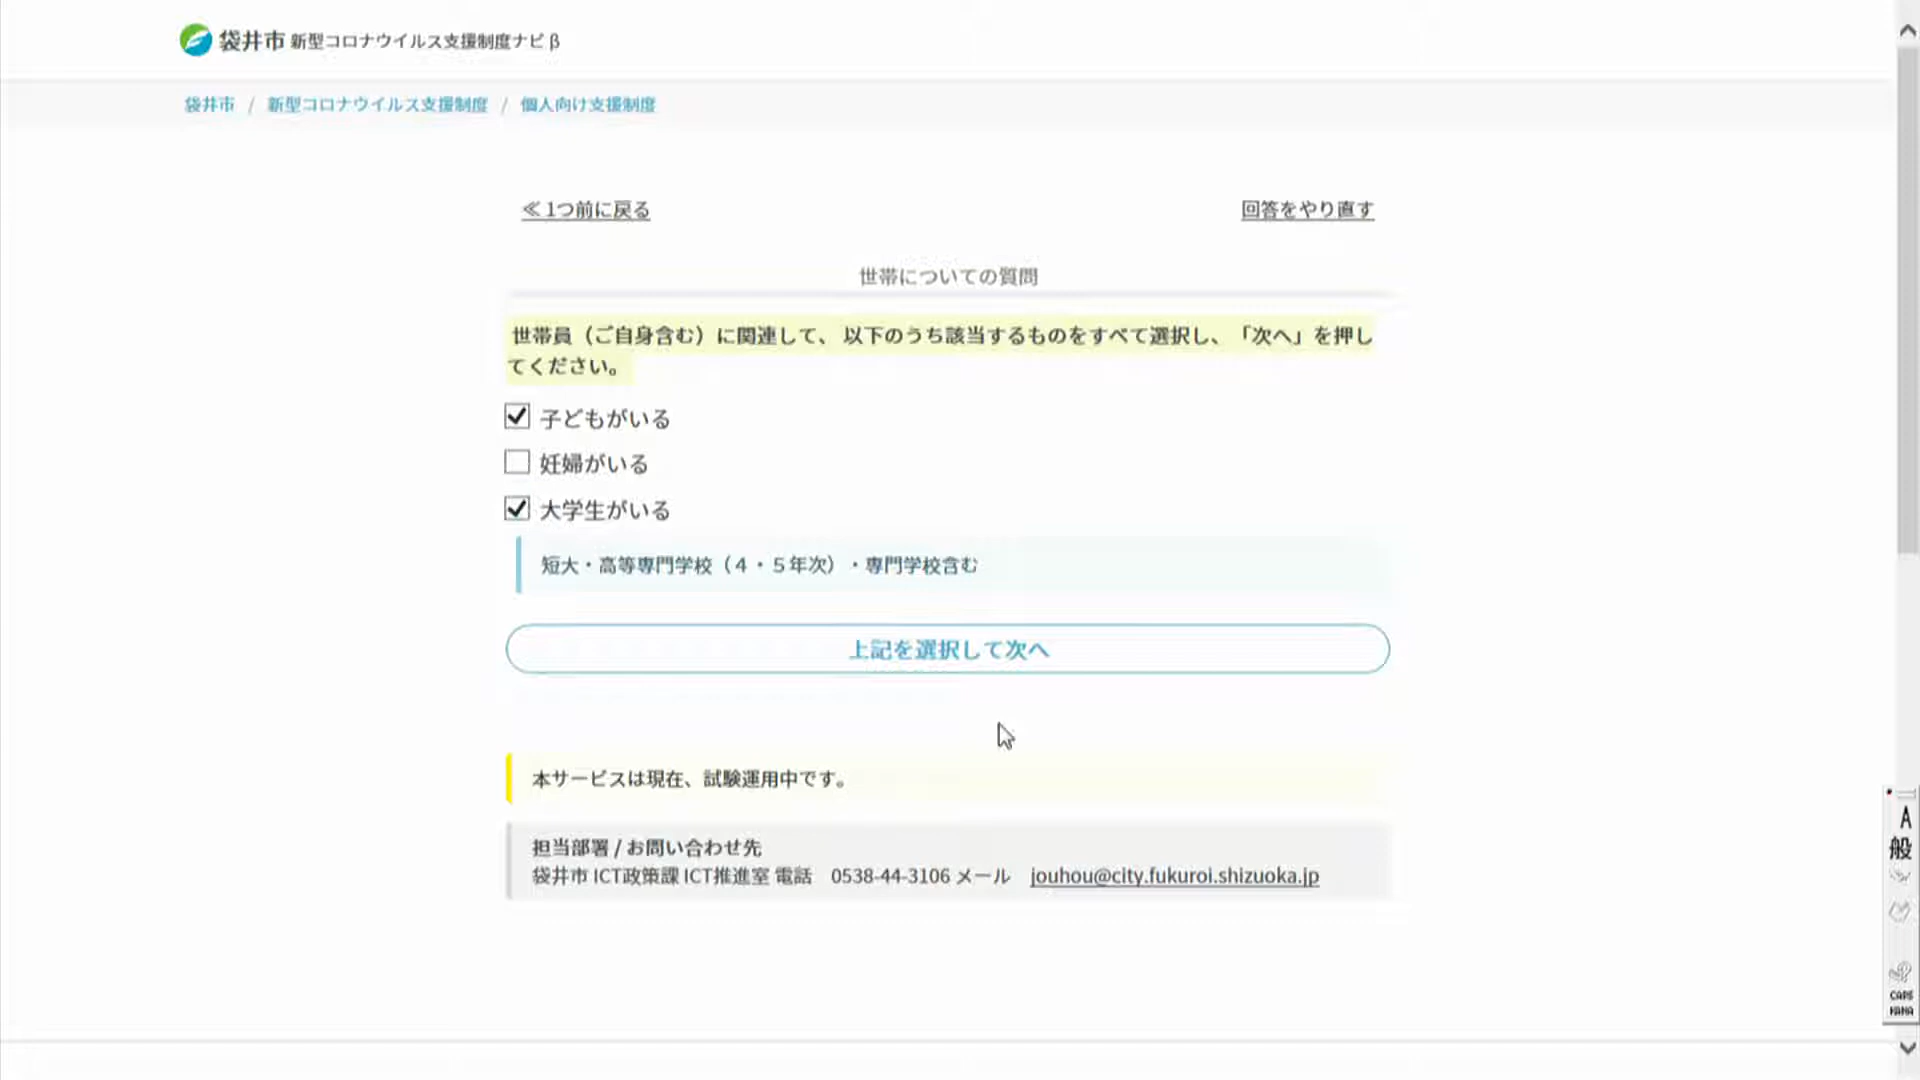 袋井市 新型コロナウイルス支援制度ナビ β
袋井市 / 新型コロナウイルス支援制度 / 個人向け支援制度
≪ 1つ前に戻る
回答をやり直す
世帯についての質問
世帯員（ご自身含む）に関連して、 以下のうち該当するものをすべて選択し、「次へ」を押し
てください。
子どもがいる
妊婦がいる
大学生がいる
短大・高等専門学校（４・５年次）・専門学校含む
上記を選択して次へ
本サービスは現在、試験運用中です。
担当部署 / お問い合わせ先
袋井市 ICT政策課 ICT推進室 電話　0538-44-3106 メール　jouhou@city.fukuroi.shizuoka.jp
A
般
CAPS
KANA